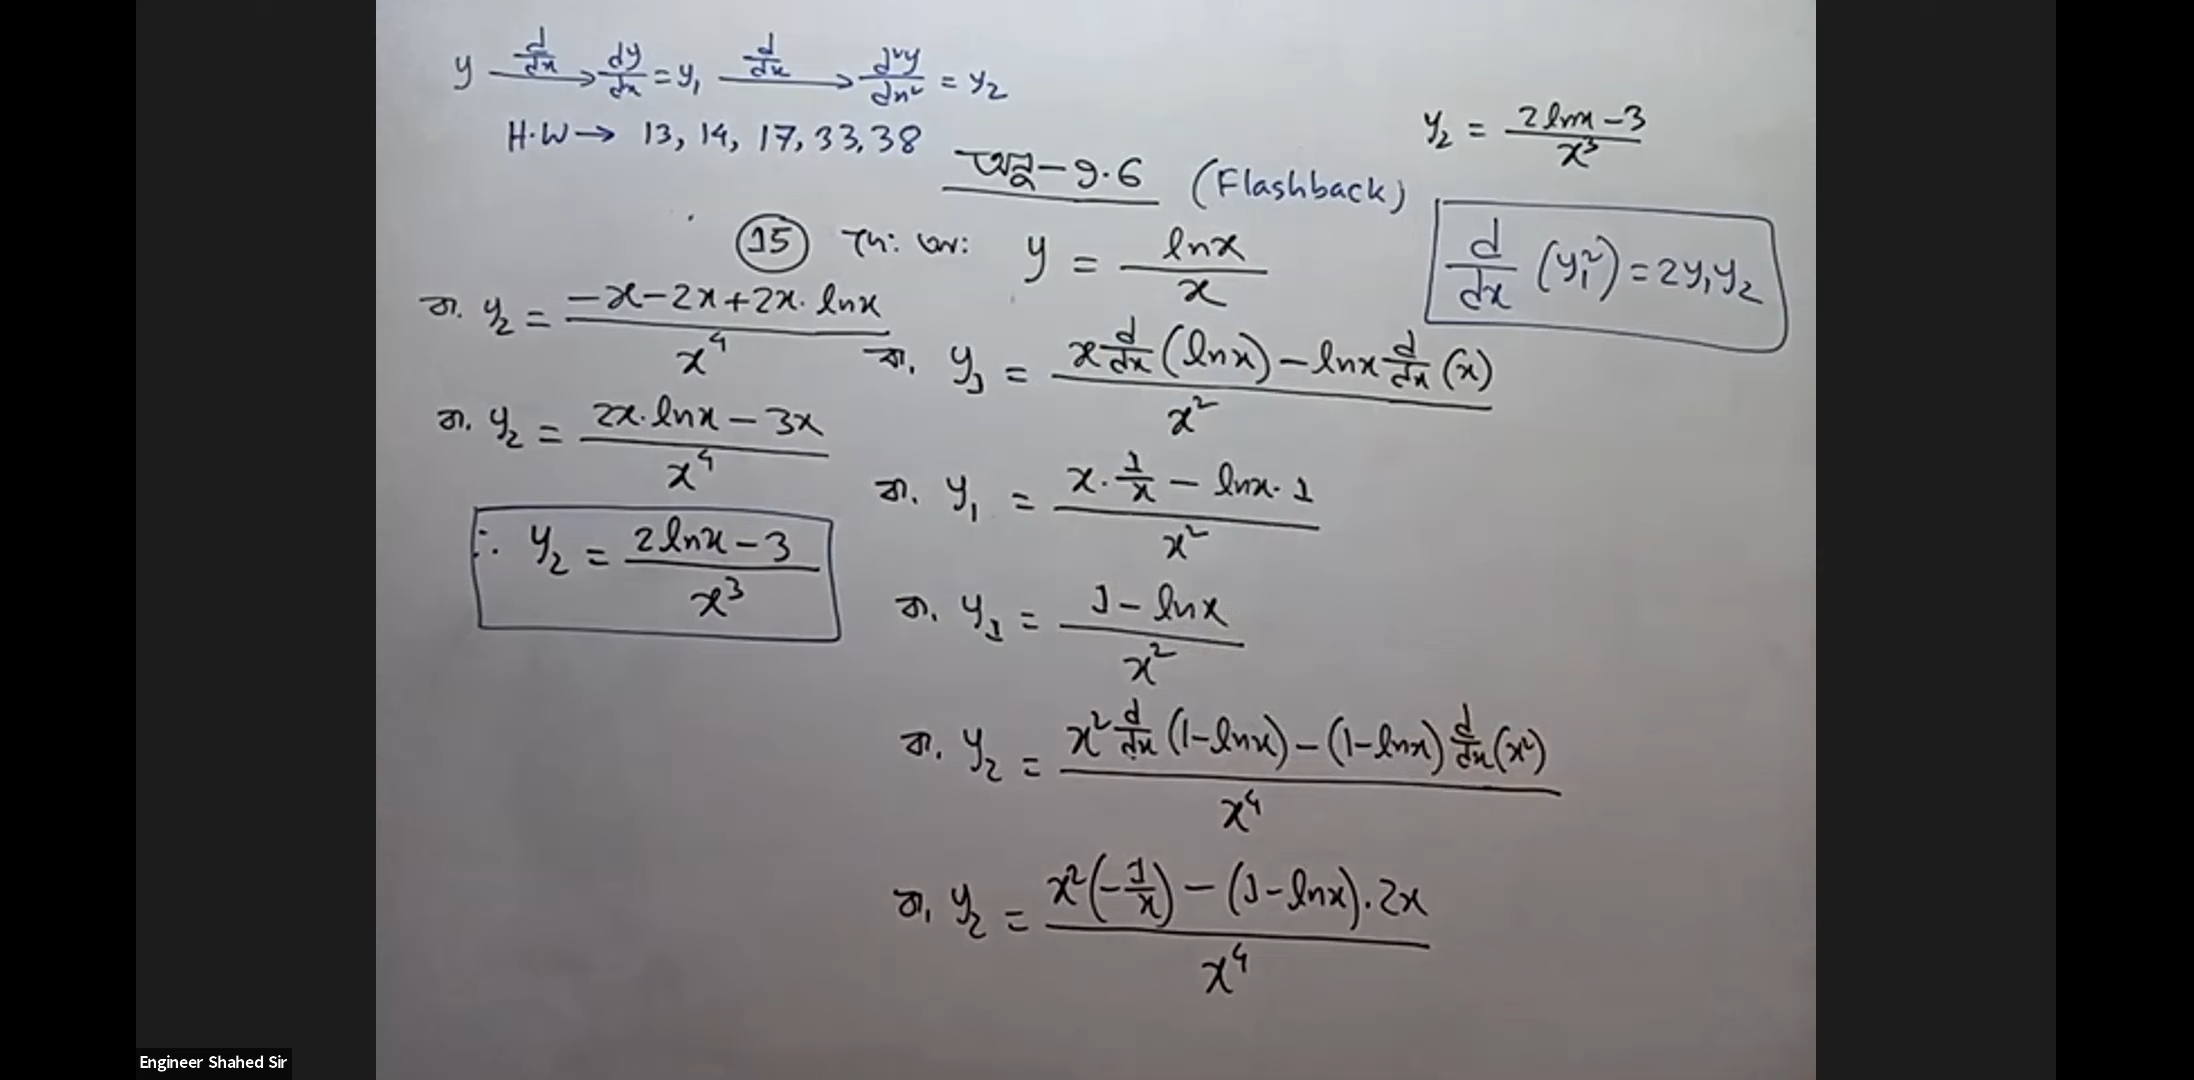 y d/dx → dy/dx = y₁ d/dx → d²y/dx² = y₂
H.W → 13, 14, 17, 33, 38
y₂ = (2lnx – 3)/x³
অনু – 9.6 (Flashback)
d/dx (y₁²) = 2y₁y₂
15 দে: আ: y = lnx/x
বা, y₁ = (x d/dx (lnx) – lnx d/dx (x))/x²
বা, y₁ = (x · 1/x – lnx · 1)/x²
বা, y₁ = (1 – lnx)/x²
বা, y₂ = (x² d/dx (1–lnx) – (1–lnx) d/dx (x²))/x⁴
বা, y₂ = (x²(–1/x) – (1–lnx) · 2x)/x⁴
বা, y₂ = (–x – 2x + 2x · lnx)/x⁴
বা, y₂ = (2x · lnx – 3x)/x⁴
∴ y₂ = (2lnx – 3)/x³
Engineer Shahed Sir